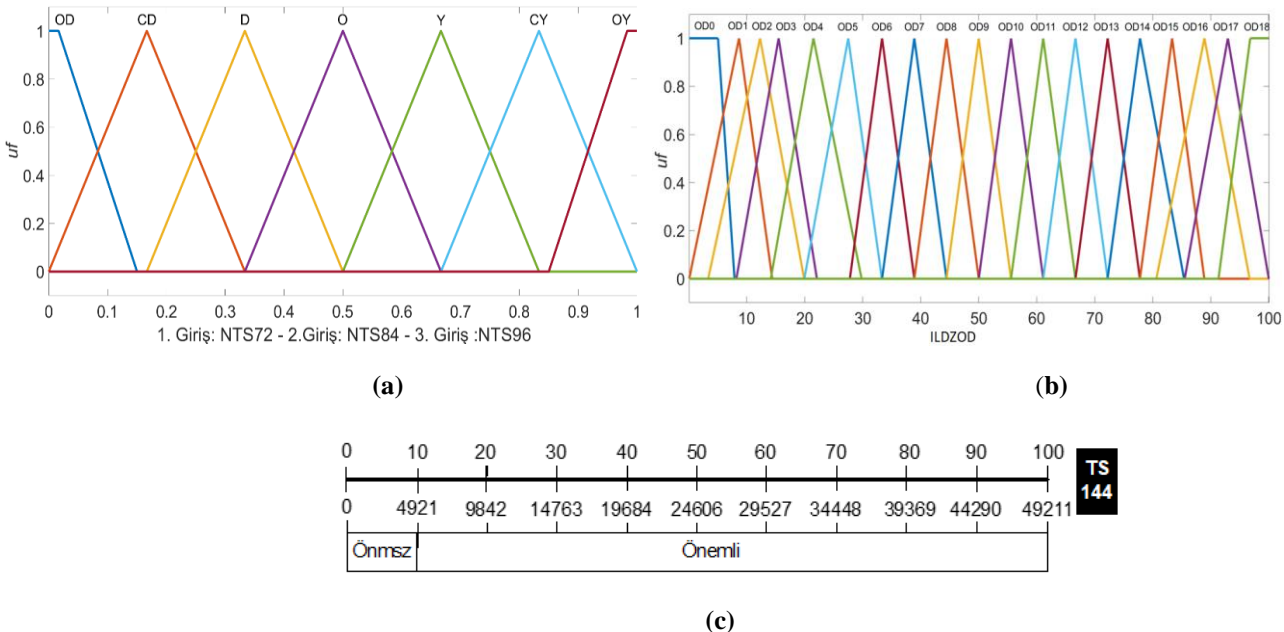 OD CD D O Y CY OY
1
0.8
0.6
0.4
0.2
0
uf
0 0.1 0.2 0.3 0.4 0.5 0.6 0.7 0.8 0.9 1
1. Giriş: NTS72 - 2.Giriş: NTS84 - 3. Giriş :NTS96
(a)
OD0 OD1 OD2 OD3 OD4 OD5 OD6 OD7 OD8 OD9 OD10 OD11 OD12 OD13 OD14 OD15 OD16 OD17 OD18
1
0.8
0.6
0.4
0.2
0
uf
10 20 30 40 50 60 70 80 90 100
ILDZOD
(b)
0 10 20 30 40 50 60 70 80 90 100
0 4921 9842 14763 19684 24606 29527 34448 39369 44290 49211
Önmsz Önemli
TS
144
(c)